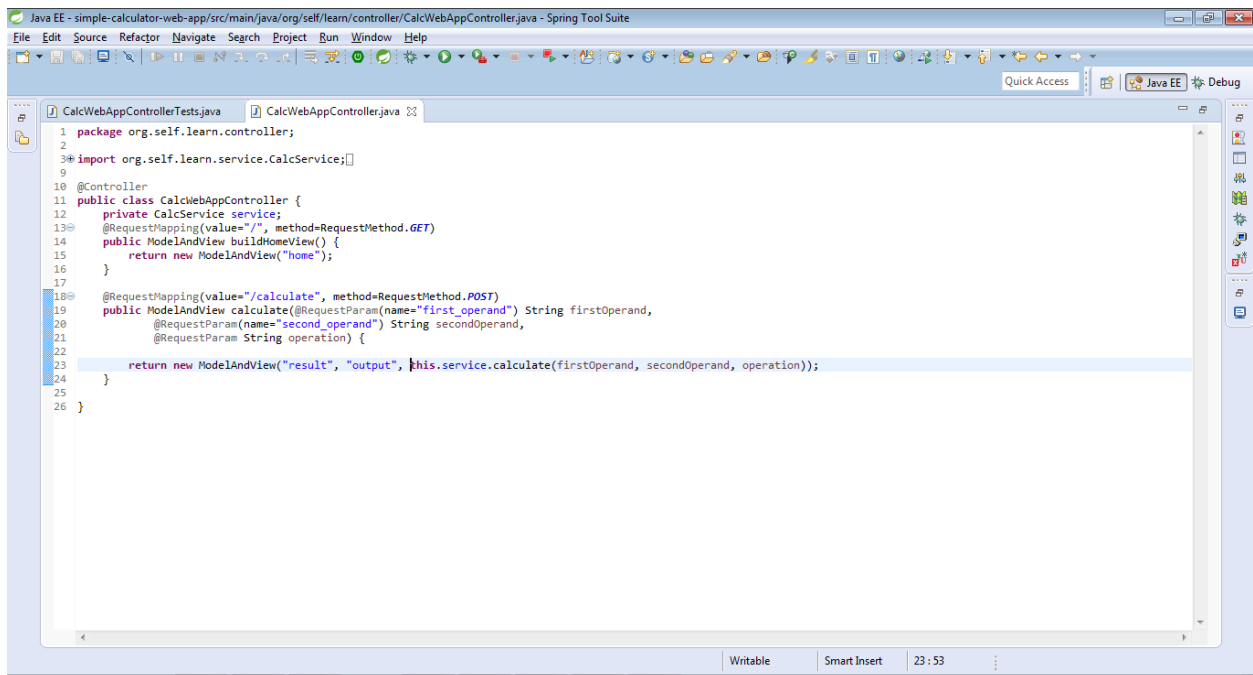 Java EE - simple-calculator-web-app/src/main/java/org/self/learn/controller/CalcWebAppController.java - Spring Tool Suite
File Edit Source Refactor Navigate Search Project Run Window Help
Quick Access Java EE Debug
CalcWebAppControllerTests.java CalcWebAppController.java
1 package org.self.learn.controller;
2
3 import org.self.learn.service.CalcService;
9
10 @Controller
11 public class CalcWebAppController {
12 private CalcService service;
13 @RequestMapping(value="/", method=RequestMethod.GET)
14 public ModelAndView buildHomeView() {
15 return new ModelAndView("home");
16 }
17
18 @RequestMapping(value="/calculate", method=RequestMethod.POST)
19 public ModelAndView calculate(@RequestParam(name="first_operand") String firstOperand,
20 @RequestParam(name="second_operand") String secondOperand,
21 @RequestParam String operation) {
22
23 return new ModelAndView("result", "output", this.service.calculate(firstOperand, secondOperand, operation));
24 }
25
26 }
Writable Smart Insert 23 : 53